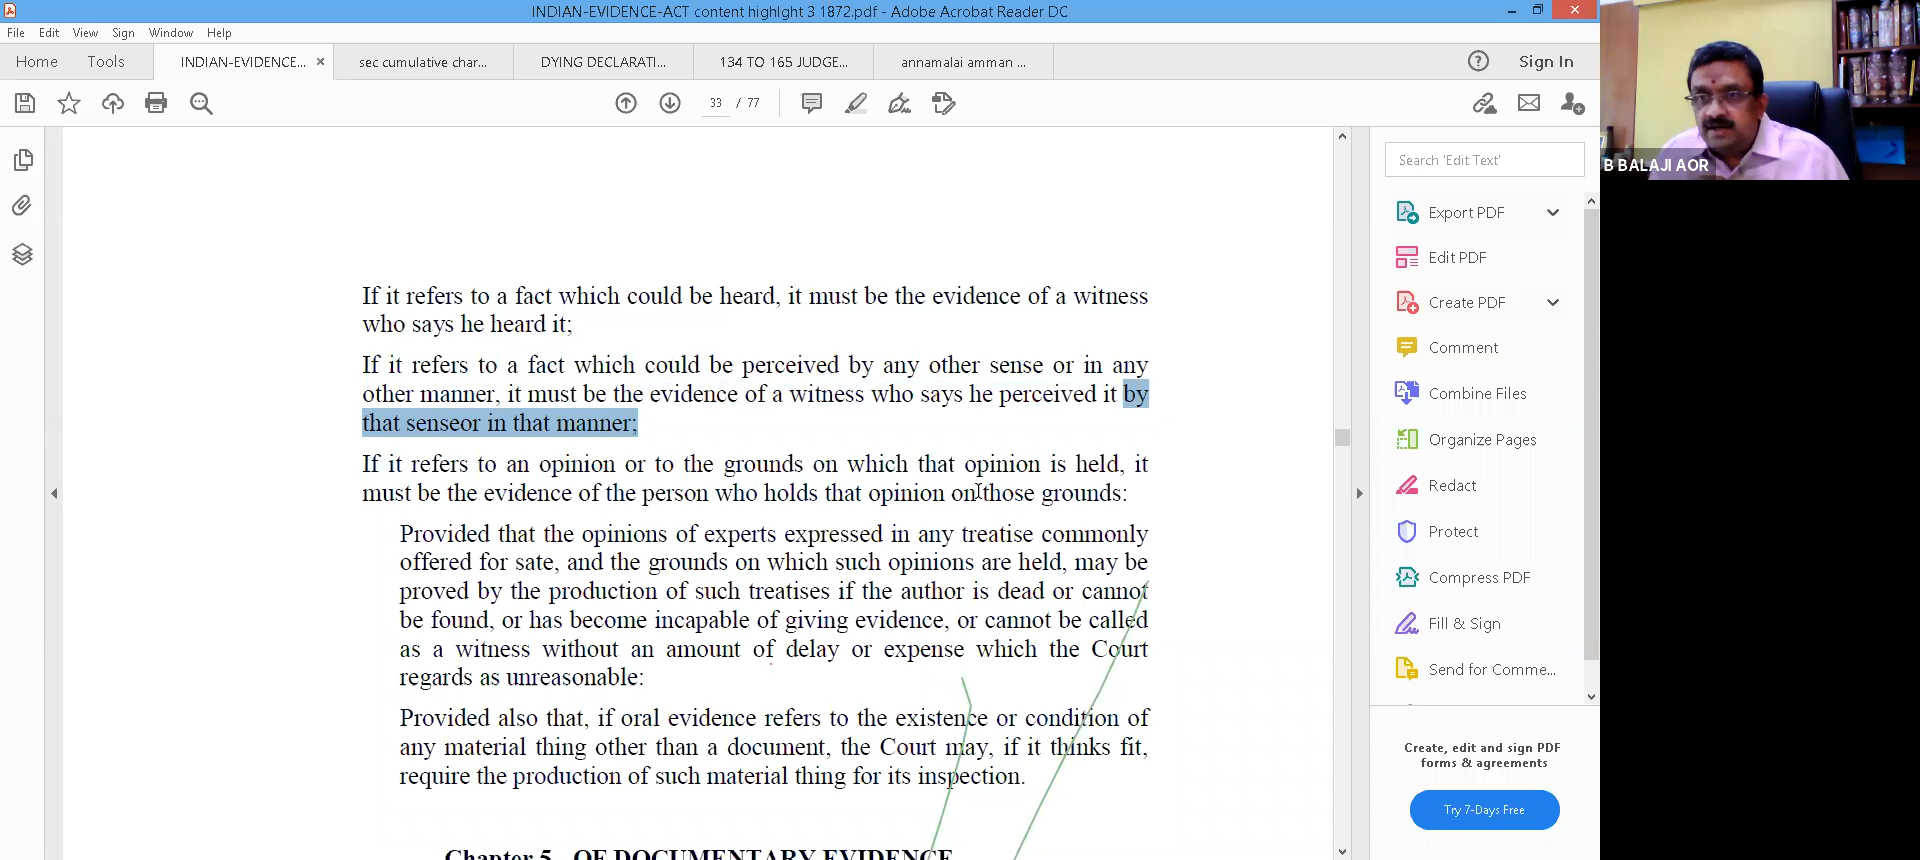 INDIAN-EVIDENCE-ACT content highlght 3 1872.pdf - Adobe Acrobat Reader DC
File Edit View Sign Window Help
Home Tools INDIAN-EVIDENCE... × sec cumulative char... DYING DECLARATI... 134 TO 165 JUDGE... annamalai amman ... Sign In
33 / 77
B BALAJI AOR
If it refers to a fact which could be heard, it must be the evidence of a witness
who says he heard it;
If it refers to a fact which could be perceived by any other sense or in any
other manner, it must be the evidence of a witness who says he perceived it by
that senseor in that manner;
If it refers to an opinion or to the grounds on which that opinion is held, it
must be the evidence of the person who holds that opinion on those grounds:
Provided that the opinions of experts expressed in any treatise commonly
offered for sate, and the grounds on which such opinions are held, may be
proved by the production of such treatises if the author is dead or cannot
be found, or has become incapable of giving evidence, or cannot be called
as a witness without an amount of delay or expense which the Court
regards as unreasonable:
Provided also that, if oral evidence refers to the existence or condition of
any material thing other than a document, the Court may, if it thinks fit,
require the production of such material thing for its inspection.
Chapter 5 OF DOCUMENTARY EVIDENCE
Search 'Edit Text'
Export PDF
Edit PDF
Create PDF
Comment
Combine Files
Organize Pages
Redact
Protect
Compress PDF
Fill & Sign
Send for Comme...
Create, edit and sign PDF
forms & agreements
Try 7-Days Free